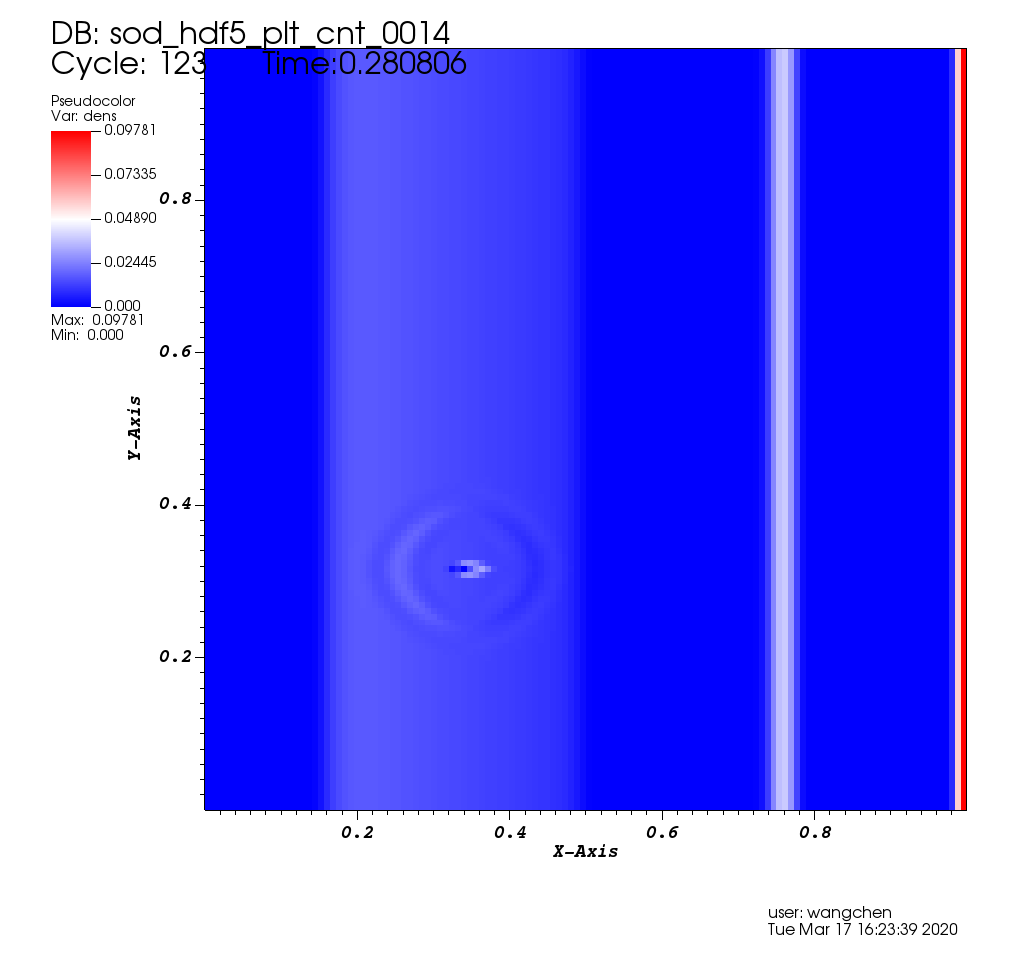 DB: sod_hdf5_plt_cnt_0014
Cycle: 123 Time:0.280806
Pseudocolor
Var: dens
0.09781
0.07335
0.04890
0.02445
0.000
Max: 0.09781
Min: 0.000
0.8
0.6
0.4
0.2
Y-Axis
0.2 0.4 0.6 0.8
X-Axis
user: wangchen
Tue Mar 17 16:23:39 2020